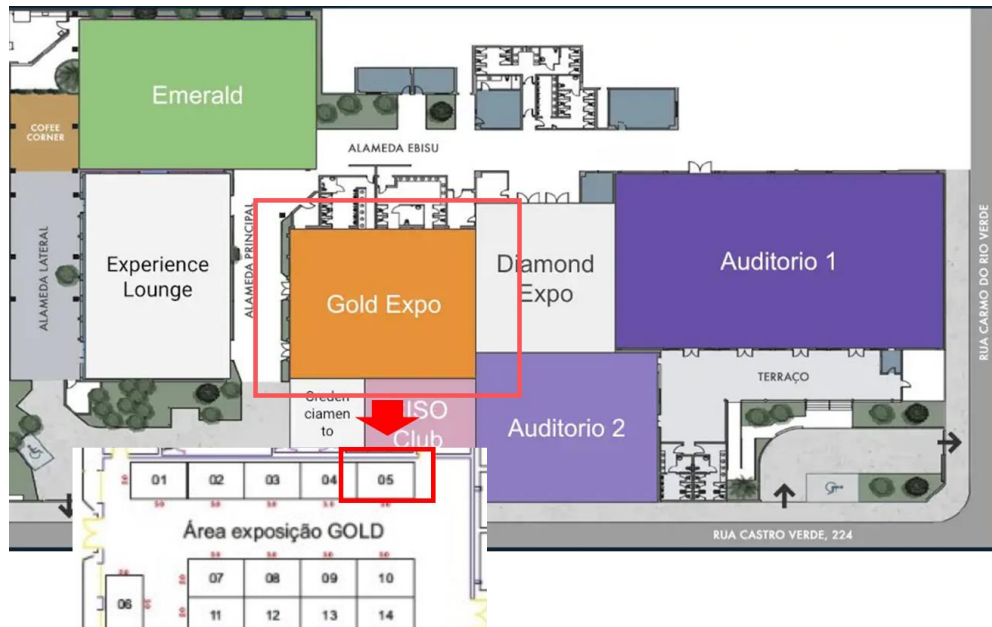 Emerald
COFEE
CORNER
ALAMEDA EBISU
ALAMEDA LATERAL
Experience
Lounge
ALAMEDA PRINCIPAL
Gold Expo
Diamond
Expo
Auditorio 1
RUA CARMO DO RIO VERDE
TERRAÇO
Creden
ciamen
to
ISO
Club
Auditorio 2
RUA CASTRO VERDE, 224
01 02 03 04 05
Área exposição GOLD
07 08 09 10
06
11 12 13 14